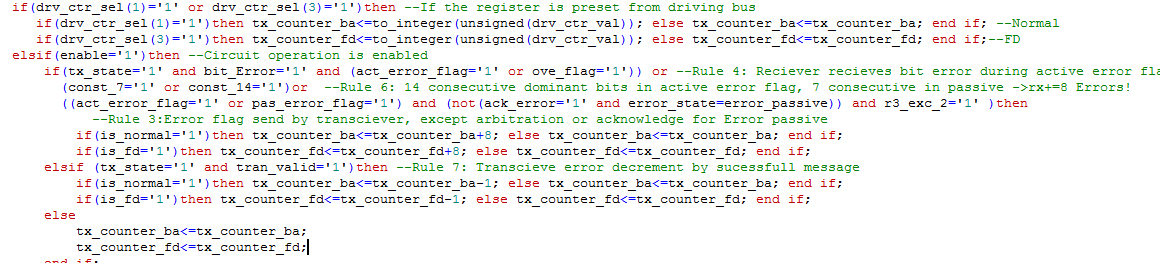 if(drv_ctr_sel(1)='1' or drv_ctr_sel(3)='1')then --If the register is preset from driving bus
if(drv_ctr_sel(1)='1')then tx_counter_ba<=to_integer(unsigned(drv_ctr_val)); else tx_counter_ba<=tx_counter_ba; end if; --Normal
if(drv_ctr_sel(3)='1')then tx_counter_fd<=to_integer(unsigned(drv_ctr_val)); else tx_counter_fd<=tx_counter_fd; end if;--FD
elsif(enable='1')then --Circuit operation is enabled
if(tx_state='1' and bit_Error='1' and (act_error_flag='1' or ove_flag='1')) or --Rule 4: Reciever recieves bit error during active error fla
(const_7='1' or const_14='1')or --Rule 6: 14 consecutive dominant bits in active error flag, 7 consecutive in passive ->rx+=8 Errors!
((act_error_flag='1' or pas_error_flag='1') and (not(ack_error='1' and error_state=error_passive)) and r3_exc_2='1' )then
--Rule 3:Error flag send by transciever, except arbitration or acknowledge for Error passive
if(is_normal='1')then tx_counter_ba<=tx_counter_ba+8; else tx_counter_ba<=tx_counter_ba; end if;
if(is_fd='1')then tx_counter_fd<=tx_counter_fd+8; else tx_counter_fd<=tx_counter_fd; end if;
elsif (tx_state='1' and tran_valid='1')then --Rule 7: Transcieve error decrement by sucessfull message
if(is_normal='1')then tx_counter_ba<=tx_counter_ba-1; else tx_counter_ba<=tx_counter_ba; end if;
if(is_fd='1')then tx_counter_fd<=tx_counter_fd-1; else tx_counter_fd<=tx_counter_fd; end if;
else
tx_counter_ba<=tx_counter_ba;
tx_counter_fd<=tx_counter_fd;
end if;